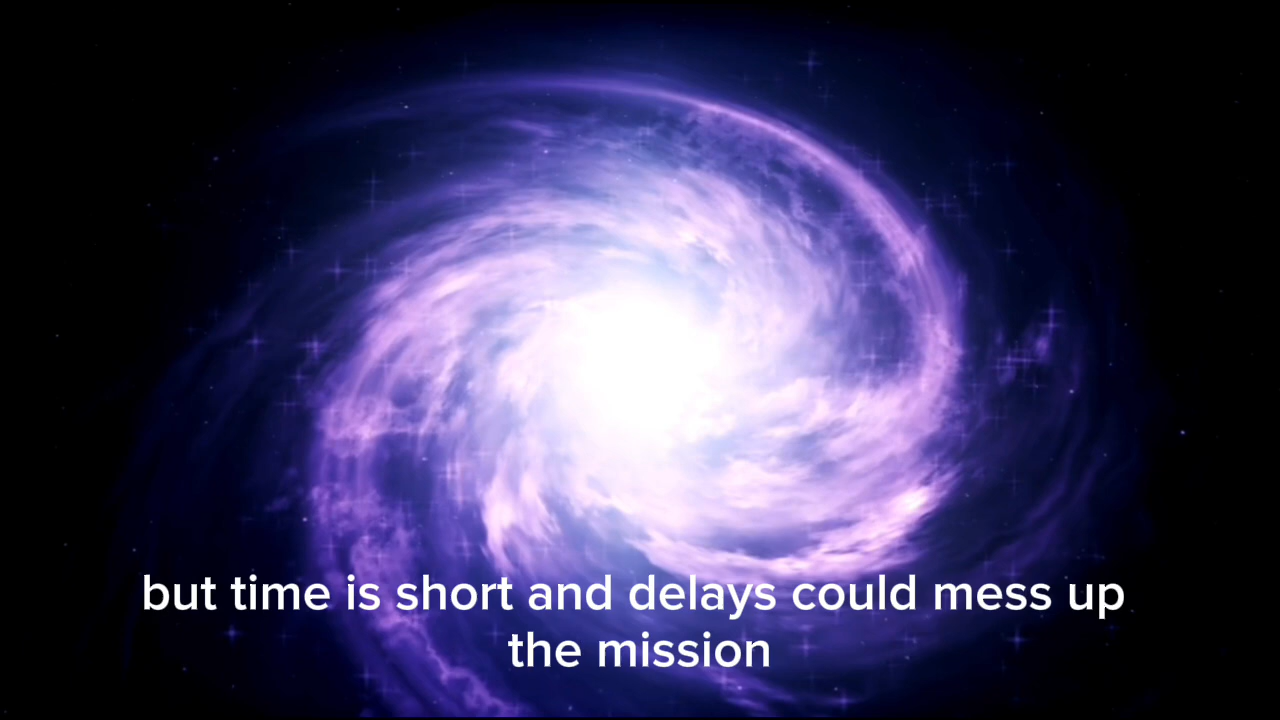 but time is short and delays could mess up
the mission